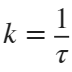 k = 1/τ